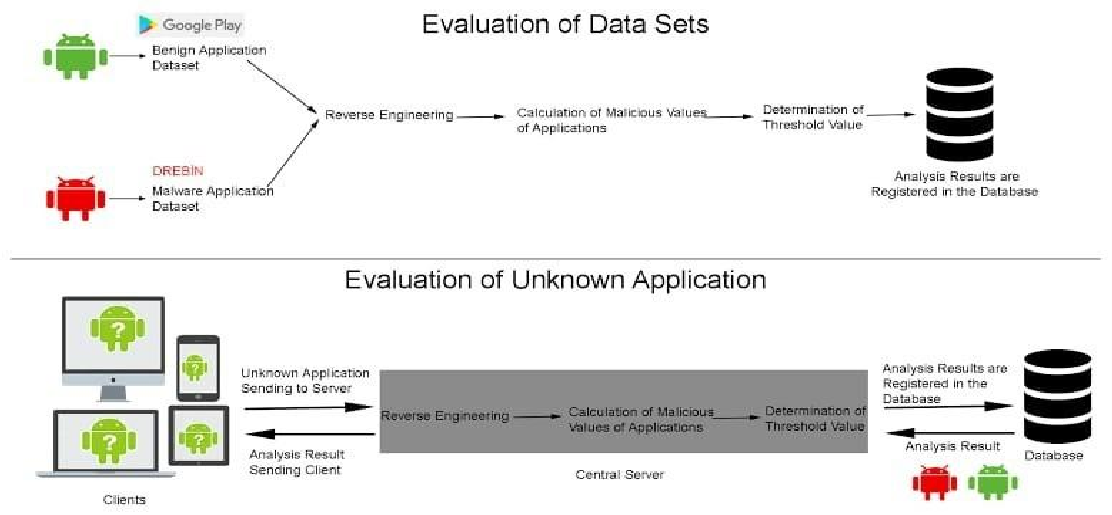 Evaluation of Data Sets
Google Play
Benign Application
Dataset
DREBİN
Malware Application
Dataset
Reverse Engineering
Calculation of Malicious Values
of Applications
Determination of
Threshold Value
Analysis Results are
Registered in the Database
Evaluation of Unknown Application
?
?
?
?
Clients
Unknown Application
Sending to Server
Analysis Result
Sending Client
Reverse Engineering
Calculation of Malicious
Values of Applications
Determination of
Threshold Value
Central Server
Analysis Results are
Registered in the
Database
Analysis Result
Database